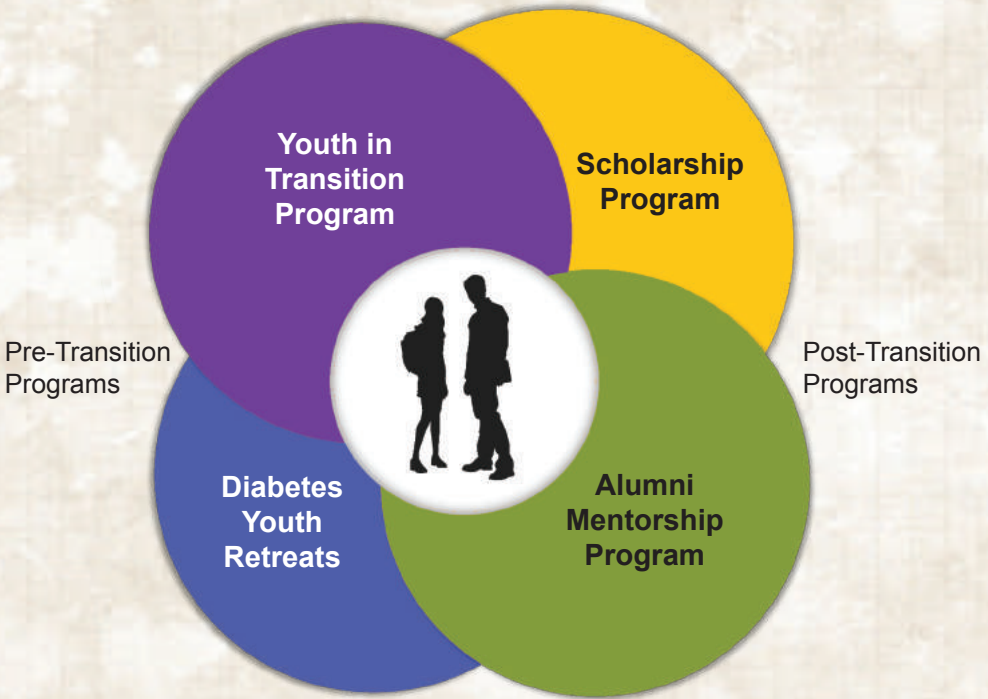 Youth in
Transition
Program
Scholarship
Program
Pre-Transition
Programs
Post-Transition
Programs
Diabetes
Youth
Retreats
Alumni
Mentorship
Program